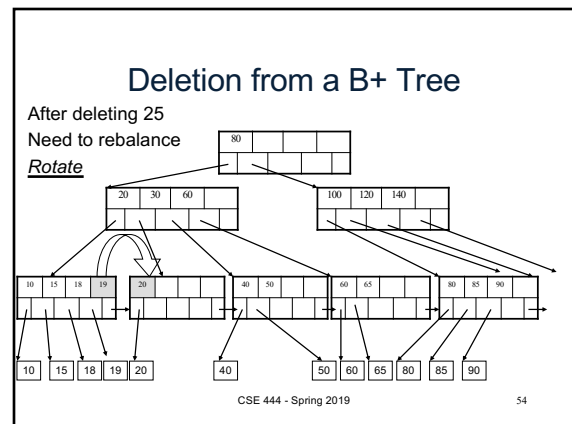 Deletion from a B+ Tree
After deleting 25
Need to rebalance
Rotate
80
20 30 60
100 120 140
10 15 18 19
20
40 50
60 65
80 85 90
10 15 18 19 20 40 50 60 65 80 85 90
CSE 444 - Spring 2019 54